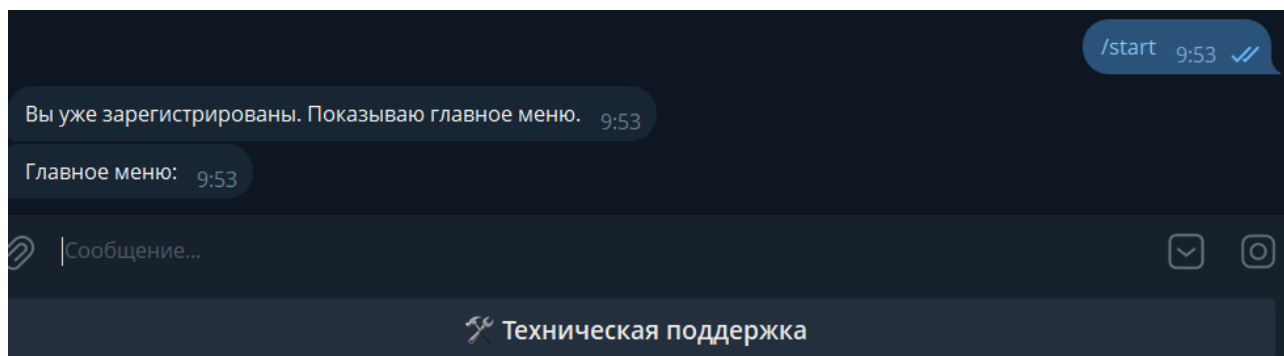 /start 9:53
Вы уже зарегистрированы. Показываю главное меню. 9:53
Главное меню: 9:53
Сообщение...
🛠 Техническая поддержка